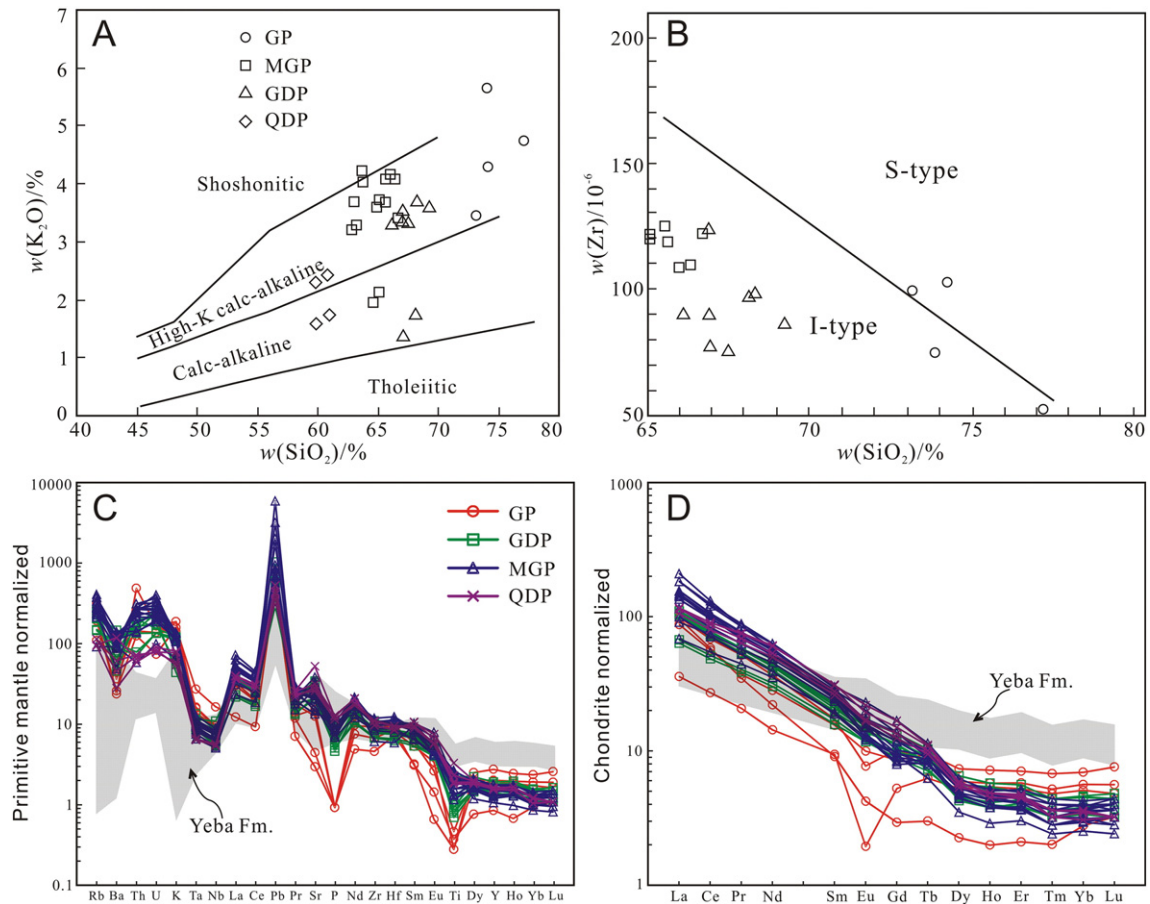 A
GP
MGP
GDP
QDP
Shoshonitic
High-K calc-alkaline
Calc-alkaline
Tholeiitic
7
6
5
4
3
2
1
0
w(K₂O)/%
40 45 50 55 60 65 70 75 80
w(SiO₂)/%
B
S-type
I-type
200
150
100
50
w(Zr)/10⁻⁶
65 70 75 80
w(SiO₂)/%
C
GP
GDP
MGP
QDP
Yeba Fm.
10000
1000
100
10
1
0.1
Primitive mantle normalized
Rb Ba Th U K Ta Nb La Ce Pb Pr Sr P Nd Zr Hf Sm Eu Ti Dy Y Ho Yb Lu
D
Yeba Fm.
1000
100
10
1
Chondrite normalized
La Ce Pr Nd Sm Eu Gd Tb Dy Ho Er Tm Yb Lu